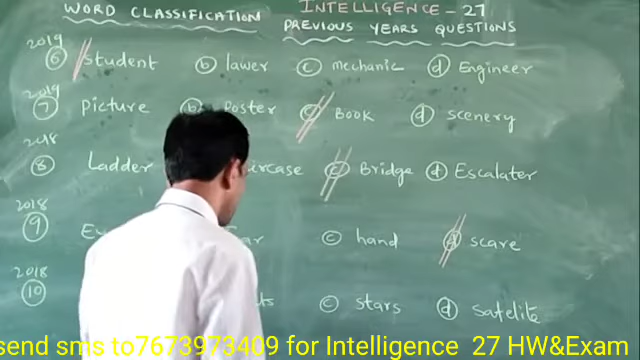 WORD CLASSIFICATION INTELLIGENCE - 27
PREVIOUS YEARS QUESTIONS
2019
6 student b lawer c mechanic d Engineer
2019
7 Picture b Poster c Book d scenery
2018
8 Ladder c Bridge d Escalater
2018
9 c hand d scare
2018
10 c stars d satelite
send sms to7673973409 for Intelligence 27 HW&Exam